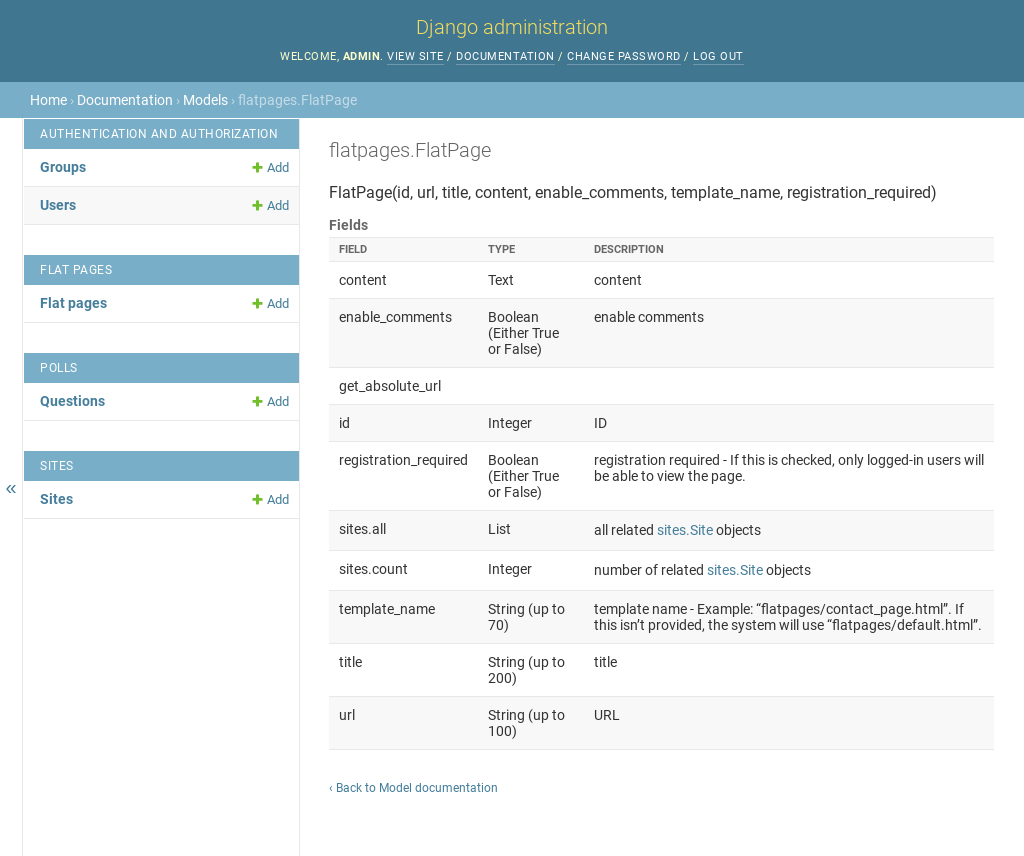 Django administration
WELCOME, ADMIN. VIEW SITE / DOCUMENTATION / CHANGE PASSWORD / LOG OUT
Home › Documentation › Models › flatpages.FlatPage
AUTHENTICATION AND AUTHORIZATION
Groups Add
Users Add
FLAT PAGES
Flat pages Add
POLLS
Questions Add
SITES
Sites Add
«
flatpages.FlatPage
FlatPage(id, url, title, content, enable_comments, template_name, registration_required)
Fields
FIELD TYPE DESCRIPTION
content Text content
enable_comments Boolean enable comments
(Either True
or False)
get_absolute_url
id Integer ID
registration_required Boolean registration required - If this is checked, only logged-in users will
(Either True be able to view the page.
or False)
sites.all List all related sites.Site objects
sites.count Integer number of related sites.Site objects
template_name String (up to template name - Example: “flatpages/contact_page.html”. If
70) this isn’t provided, the system will use “flatpages/default.html”.
title String (up to title
200)
url String (up to URL
100)
‹ Back to Model documentation